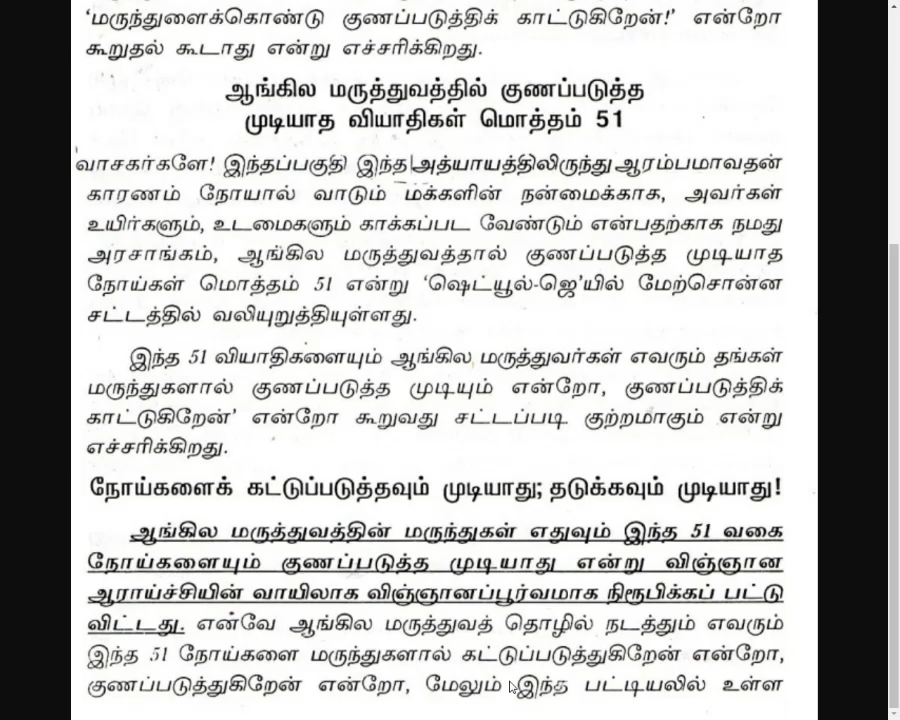 ‘மருந்துளைக்கொண்டு குணப்படுத்திக் காட்டுகிறேன்!’ என்றோ
கூறுதல் கூடாது என்று எச்சரிக்கிறது.
ஆங்கில மருத்துவத்தில் குணப்படுத்த
முடியாத வியாதிகள் மொத்தம் 51
வாசகர்களே! இந்தப்பகுதி இந்த அத்யாயத்திலிருந்து ஆரம்பமாவதன்
காரணம் நோயால் வாடும் மக்களின் நன்மைக்காக, அவர்கள்
உயிர்களும், உடமைகளும் காக்கப்பட வேண்டும் என்பதற்காக நமது
அரசாங்கம், ஆங்கில மருத்துவத்தால் குணப்படுத்த முடியாத
நோய்கள் மொத்தம் 51 என்று ‘ஷெட்யூல்-ஜெ’யில் மேற்சொன்ன
சட்டத்தில் வலியுறுத்தியுள்ளது.
இந்த 51 வியாதிகளையும் ஆங்கில மருத்துவர்கள் எவரும் தங்கள்
மருந்துகளால் குணப்படுத்த முடியும் என்றோ, குணப்படுத்திக்
காட்டுகிறேன்’ என்றோ கூறுவது சட்டப்படி குற்றமாகும் என்று
எச்சரிக்கிறது.
நோய்களைக் கட்டுப்படுத்தவும் முடியாது; தடுக்கவும் முடியாது!
ஆங்கில மருத்துவத்தின் மருந்துகள் எதுவும் இந்த 51 வகை
நோய்களையும் குணப்படுத்த முடியாது என்று விஞ்ஞான
ஆராய்ச்சியின் வாயிலாக விஞ்ஞானப்பூர்வமாக நிரூபிக்கப் பட்டு
விட்டது. என்வே ஆங்கில மருத்துவத் தொழில் நடத்தும் எவரும்
இந்த 51 நோய்களை மருந்துகளால் கட்டுப்படுத்துகிறேன் என்றோ,
குணப்படுத்துகிறேன் என்றோ, மேலும் இந்த பட்டியலில் உள்ள